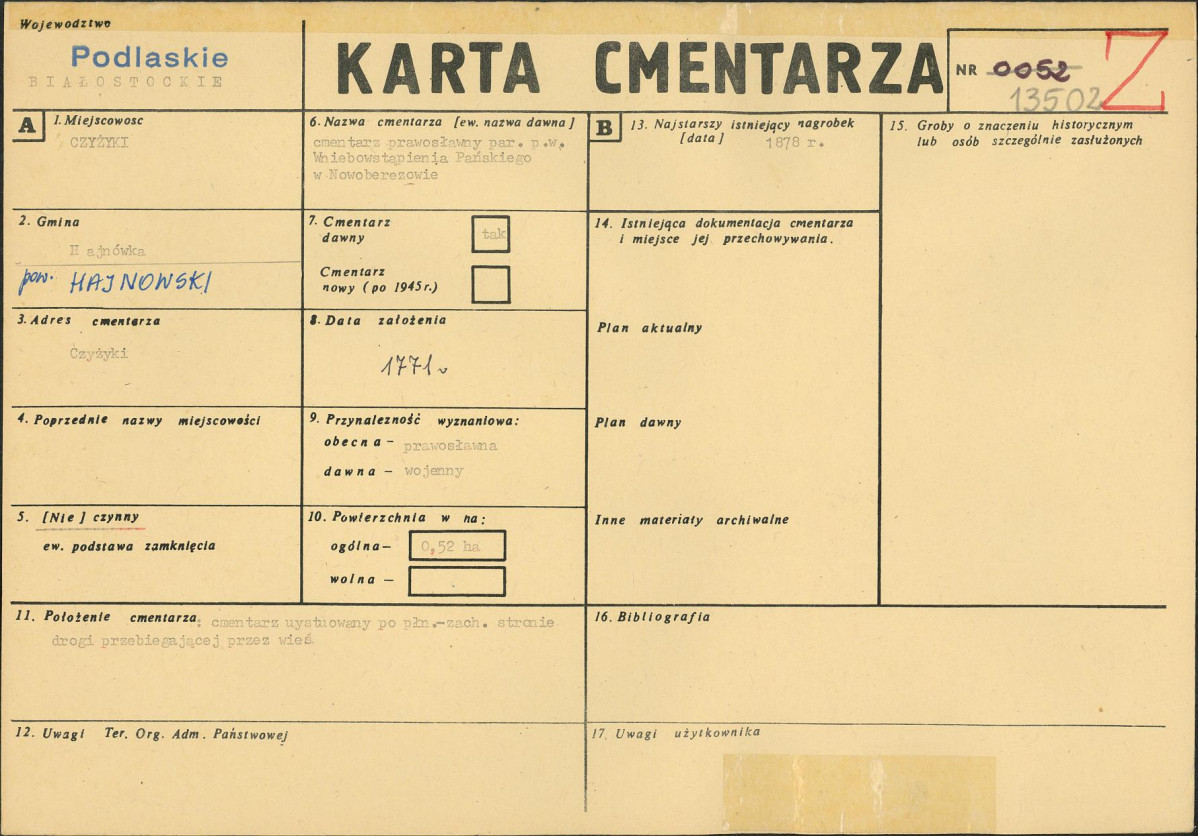 Województwo
Podlaskie
BIAŁOSTOCKIE
KARTA CMENTARZA
NR 0052
13502
Z
A
1. Miejscowosc
CZYŻYKI
2. Gmina
H ajnówka
pow. HAJNOWSKI
3. Adres cmentarza
Czyżyki
4. Poprzednie nazwy miejscowości
5. [Nie] czynny
ew. podstawa zamknięcia
6. Nazwa cmentarza [ew. nazwa dawna]
cmentarz prawosławny par. p.w.
Wniebowstąpienia Pańskiego
w Nowoberezowie
7. Cmentarz
dawny
tak
Cmentarz
nowy (po 1945 r.)
8. Data założenia
1771 r
9. Przynalezność wyznaniowa:
obecna – prawosławna
dawna – wojenny
10. Powierzchnia w ha:
ogólna – 0,52 ha
wolna –
11. Położenie cmentarza: cmentarz uystuowany po płn.-zach. stronie
drogi przebiegającej przez wieś
12. Uwagi Ter. Org. Adm. Państwowej
B
13. Najstarszy istniejący nagrobek
[data] 1878 r.
14. Istniejąca dokumentacja cmentarza
i miejsce jej przechowywania.
Plan aktualny
Plan dawny
Inne materiały archiwalne
15. Groby o znaczeniu historycznym
lub osób szczególnie zasłużonych
16. Bibliografia
17. Uwagi użytkownika